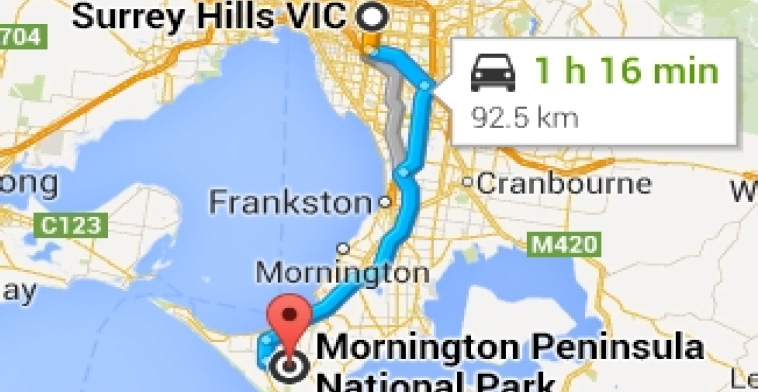 Surrey Hills VIC
704
1 h 16 min
92.5 km
ong
Cranbourne
W
Frankston
C123
M420
Mornington
ay
Mornington Peninsula
National Park
Le